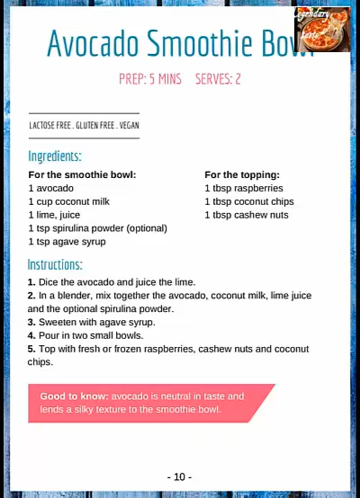 Avocado Smoothie Bowl
Legendary
taste
PREP: 5 MINS SERVES: 2
LACTOSE FREE . GLUTEN FREE . VEGAN
Ingredients:
For the smoothie bowl:
1 avocado
1 cup coconut milk
1 lime, juice
1 tsp spirulina powder (optional)
1 tsp agave syrup
For the topping:
1 tbsp raspberries
1 tbsp coconut chips
1 tbsp cashew nuts
Instructions:
1. Dice the avocado and juice the lime.
2. In a blender, mix together the avocado, coconut milk, lime juice
and the optional spirulina powder.
3. Sweeten with agave syrup.
4. Pour in two small bowls.
5. Top with fresh or frozen raspberries, cashew nuts and coconut
chips.
Good to know: avocado is neutral in taste and
lends a silky texture to the smoothie bowl.
- 10 -